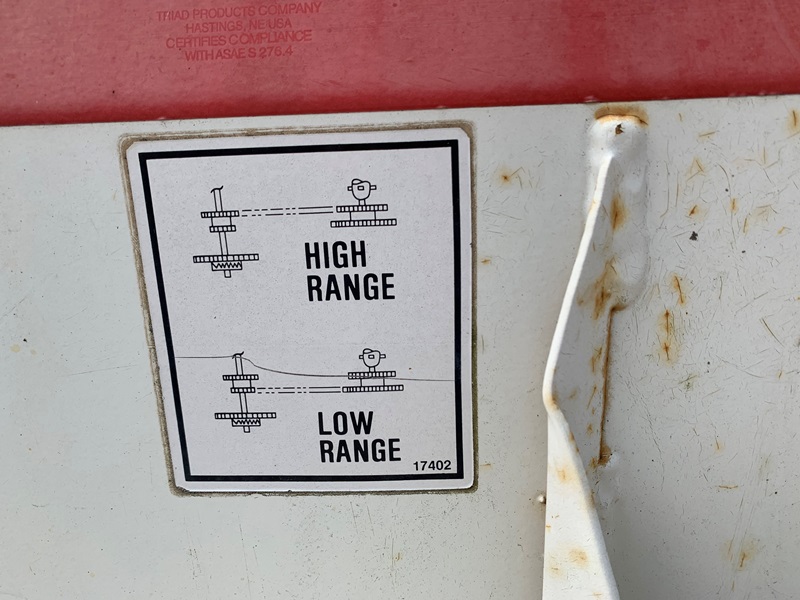 TRIAD PRODUCTS COMPANY
HASTINGS, NE USA
CERTIFIES COMPLIANCE
WITH ASAE S 276.4
HIGH
RANGE
LOW
RANGE
17402